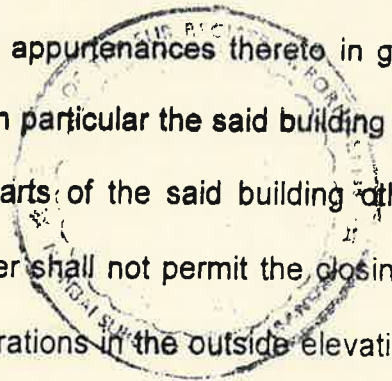 appurtenances thereto in g
particular the said building
arts of the said building oth
er shall not permit the closin
rations in the outside elevati